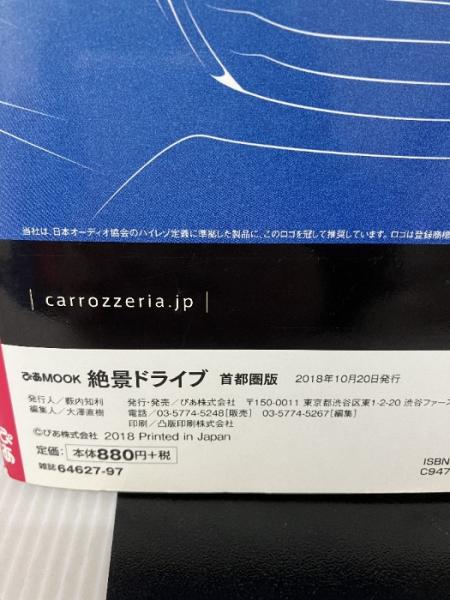 当社は、日本オーディオ協会のハイレゾ定義に準拠した製品に、このロゴを冠して推奨しています。ロゴは登録商標
| carrozzeria.jp |
ぴあMOOK 絶景ドライブ 首都圏版 2018年10月20日発行
発行人/藪内知利 発行・発売/ぴあ株式会社 〒150-0011 東京都渋谷区東1-2-20 渋谷ファース
編集人/大澤直樹 電話/03-5774-5248[販売] 03-5774-5267[編集]
印刷/凸版印刷株式会社
©ぴあ株式会社 2018 Printed in Japan
定価:本体880円+税
雑誌 64627-97
ISBN
C947
ぴあ